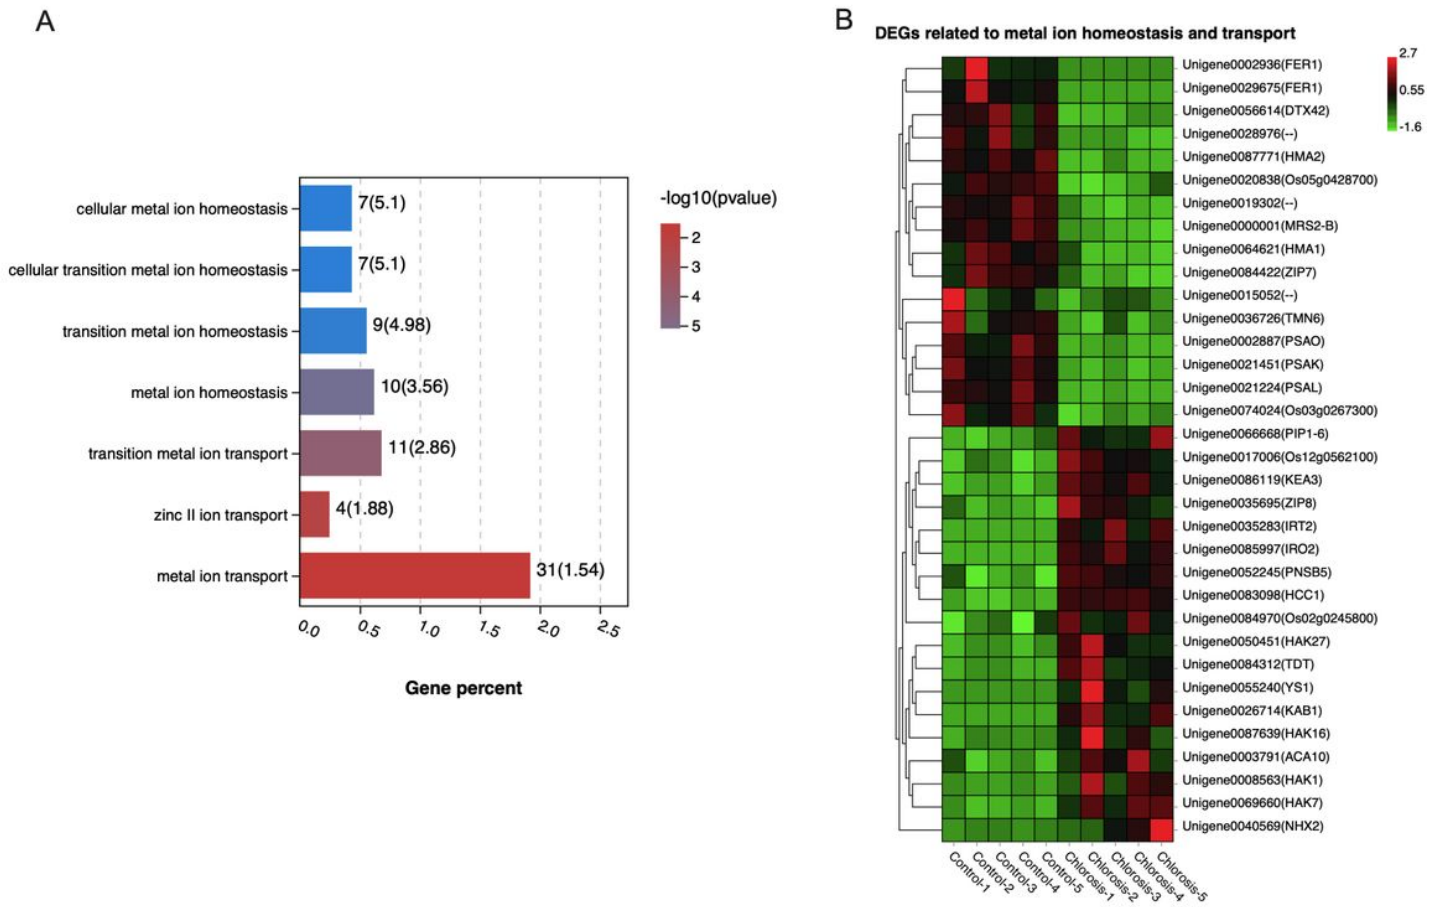 A
cellular metal ion homeostasis
7(5.1)
cellular transition metal ion homeostasis
7(5.1)
transition metal ion homeostasis
9(4.98)
metal ion homeostasis
10(3.56)
transition metal ion transport
11(2.86)
zinc II ion transport
4(1.88)
metal ion transport
31(1.54)
0.0
0.5
1.0
1.5
2.0
2.5
Gene percent
-log10(pvalue)
2
3
4
5
B
DEGs related to metal ion homeostasis and transport
2.7
0.55
-1.6
Unigene0002936(FER1)
Unigene0029675(FER1)
Unigene0056614(DTX42)
Unigene0028976(--)
Unigene0087771(HMA2)
Unigene0020838(Os05g0428700)
Unigene0019302(--)
Unigene0000001(MRS2-B)
Unigene0064621(HMA1)
Unigene0084422(ZIP7)
Unigene0015052(--)
Unigene0036726(TMN6)
Unigene0002887(PSAO)
Unigene0021451(PSAK)
Unigene0021224(PSAL)
Unigene0074024(Os03g0267300)
Unigene0066668(PIP1-6)
Unigene0017006(Os12g0562100)
Unigene0086119(KEA3)
Unigene0035695(ZIP8)
Unigene0035283(IRT2)
Unigene0085997(IRO2)
Unigene0052245(PNSB5)
Unigene0083098(HCC1)
Unigene0084970(Os02g0245800)
Unigene0050451(HAK27)
Unigene0084312(TDT)
Unigene0055240(YS1)
Unigene0026714(KAB1)
Unigene0087639(HAK16)
Unigene0003791(ACA10)
Unigene0008563(HAK1)
Unigene0069660(HAK7)
Unigene0040569(NHX2)
Control-1
Control-2
Control-3
Control-4
Control-5
Chlorosis-1
Chlorosis-2
Chlorosis-3
Chlorosis-4
Chlorosis-5